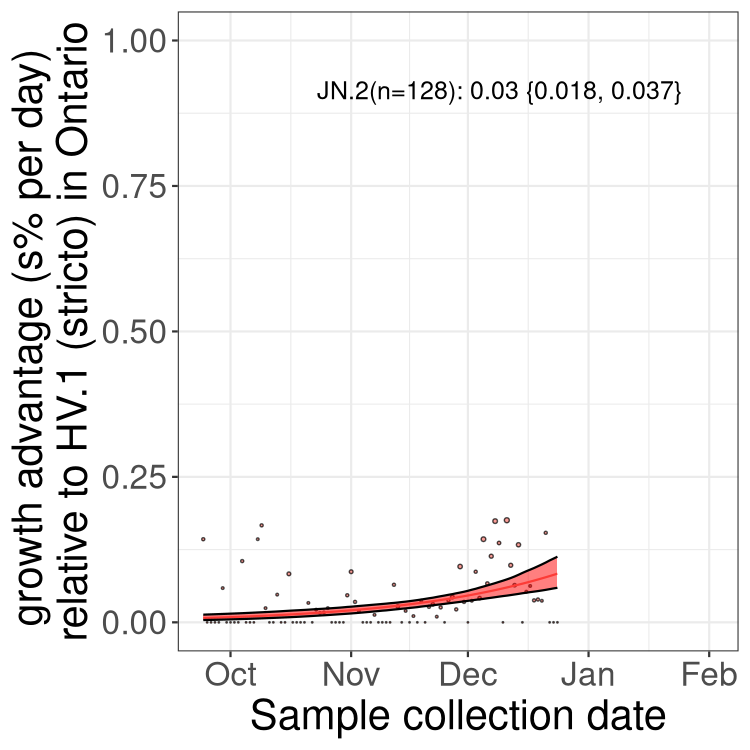 growth advantage (s% per day)
relative to HV.1 (stricto) in Ontario
1.00
0.75
0.50
0.25
0.00
JN.2(n=128): 0.03 {0.018, 0.037}
Oct Nov Dec Jan Feb
Sample collection date